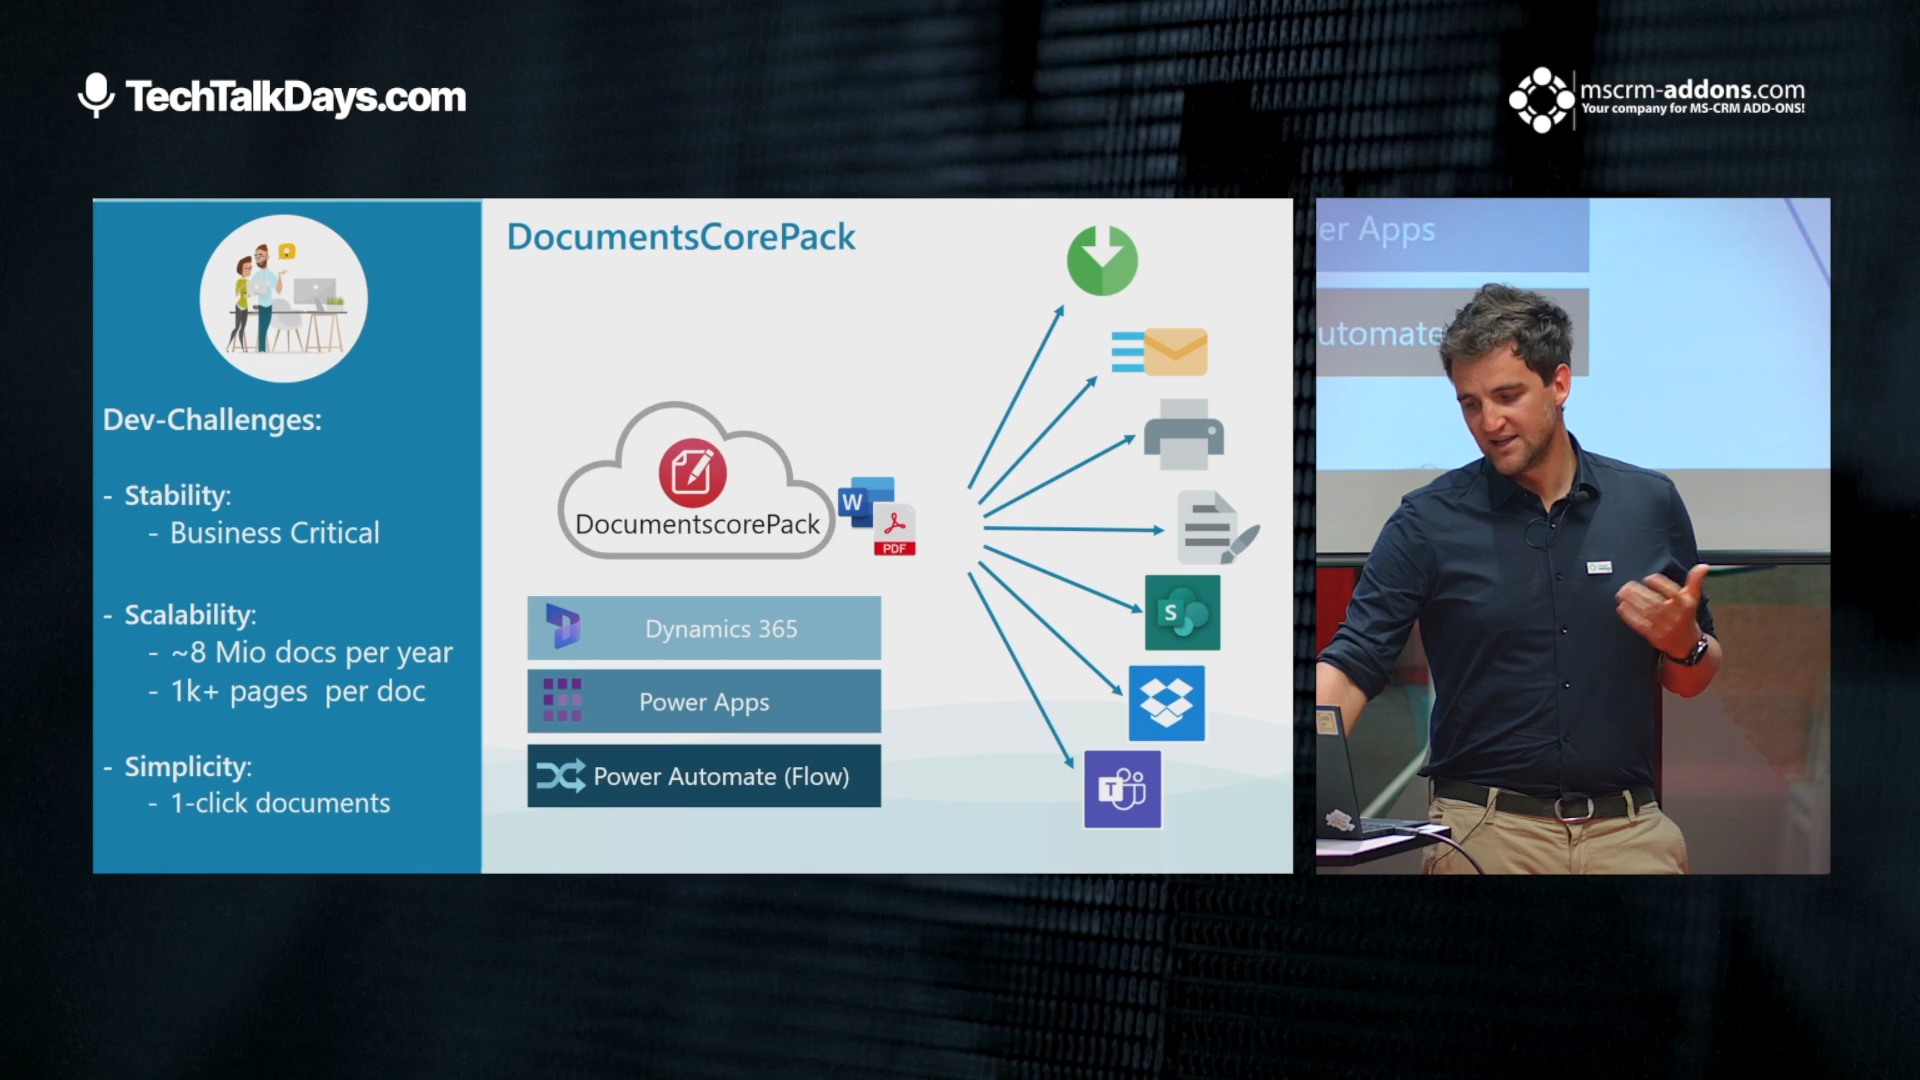 TechTalkDays.com
mscrm-addons.com
Your company for MS-CRM ADD-ONS!
Dev-Challenges:
- Stability:
- Business Critical
- Scalability:
- ~8 Mio docs per year
- 1k+ pages per doc
- Simplicity:
- 1-click documents
DocumentsCorePack
DocumentscorePack
W
PDF
Dynamics 365
Power Apps
Power Automate (Flow)
S
T
er Apps
utomate